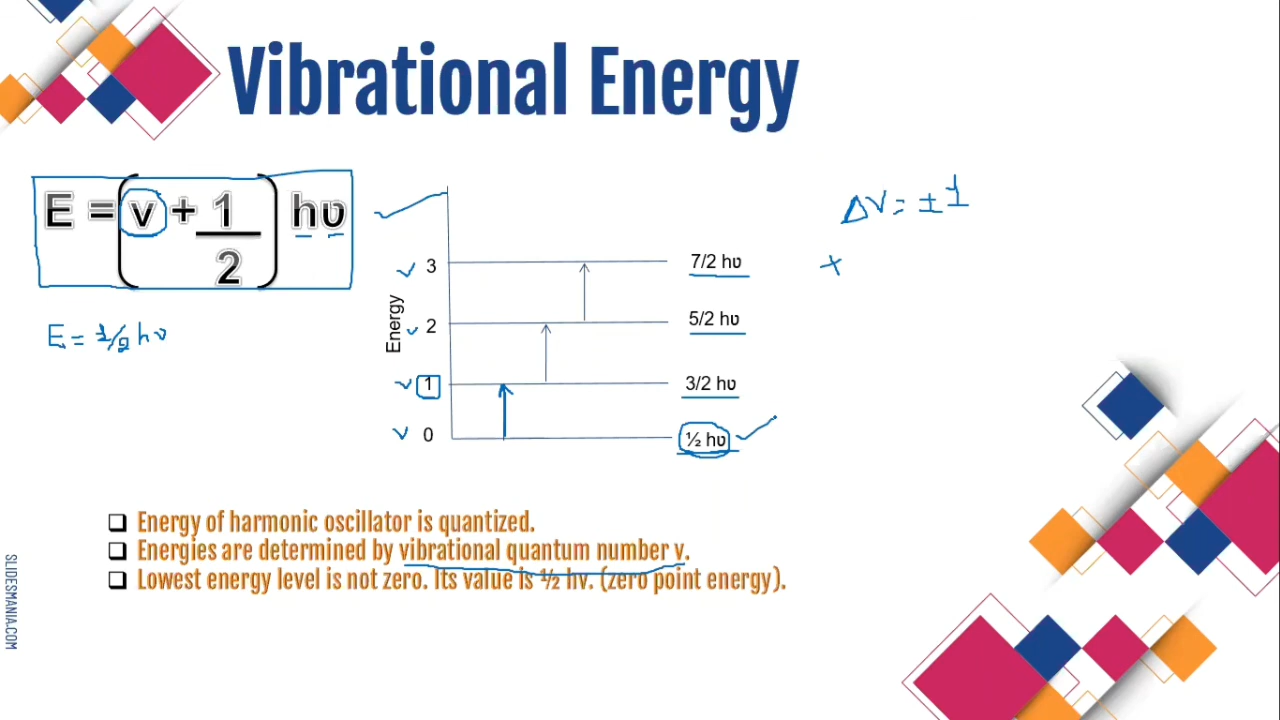 Vibrational Energy
E = (v + 1/2) hυ
ΔV = ±1
+
3 7/2 hυ
E = 1/2 hυ
2 5/2 hυ
Energy
1 3/2 hυ
0 ½ hυ
❑ Energy of harmonic oscillator is quantized.
❑ Energies are determined by vibrational quantum number v.
❑ Lowest energy level is not zero. Its value is ½ hv. (zero point energy).
SLIDESMANIA.COM